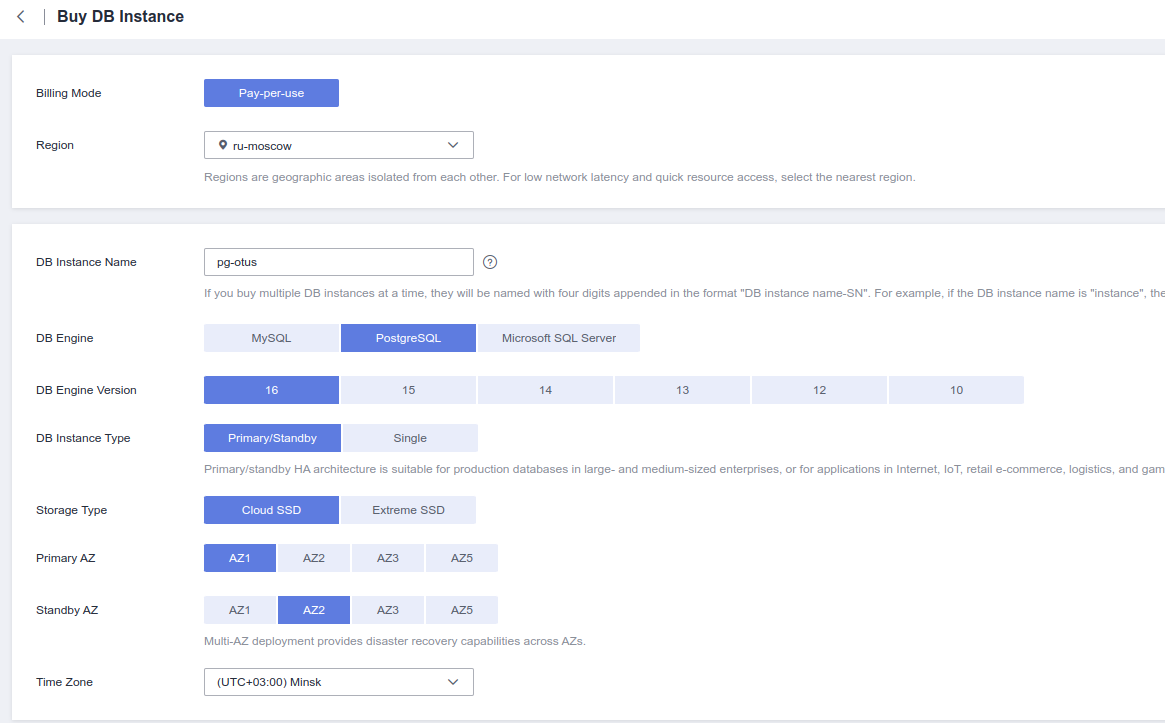 Buy DB Instance
Billing Mode Pay-per-use
Region ru-moscow
Regions are geographic areas isolated from each other. For low network latency and quick resource access, select the nearest region.
DB Instance Name pg-otus ?
If you buy multiple DB instances at a time, they will be named with four digits appended in the format "DB instance name-SN". For example, if the DB instance name is "instance", the
DB Engine MySQL PostgreSQL Microsoft SQL Server
DB Engine Version 16 15 14 13 12 10
DB Instance Type Primary/Standby Single
Primary/standby HA architecture is suitable for production databases in large- and medium-sized enterprises, or for applications in Internet, IoT, retail e-commerce, logistics, and gam
Storage Type Cloud SSD Extreme SSD
Primary AZ AZ1 AZ2 AZ3 AZ5
Standby AZ AZ1 AZ2 AZ3 AZ5
Multi-AZ deployment provides disaster recovery capabilities across AZs.
Time Zone (UTC+03:00) Minsk